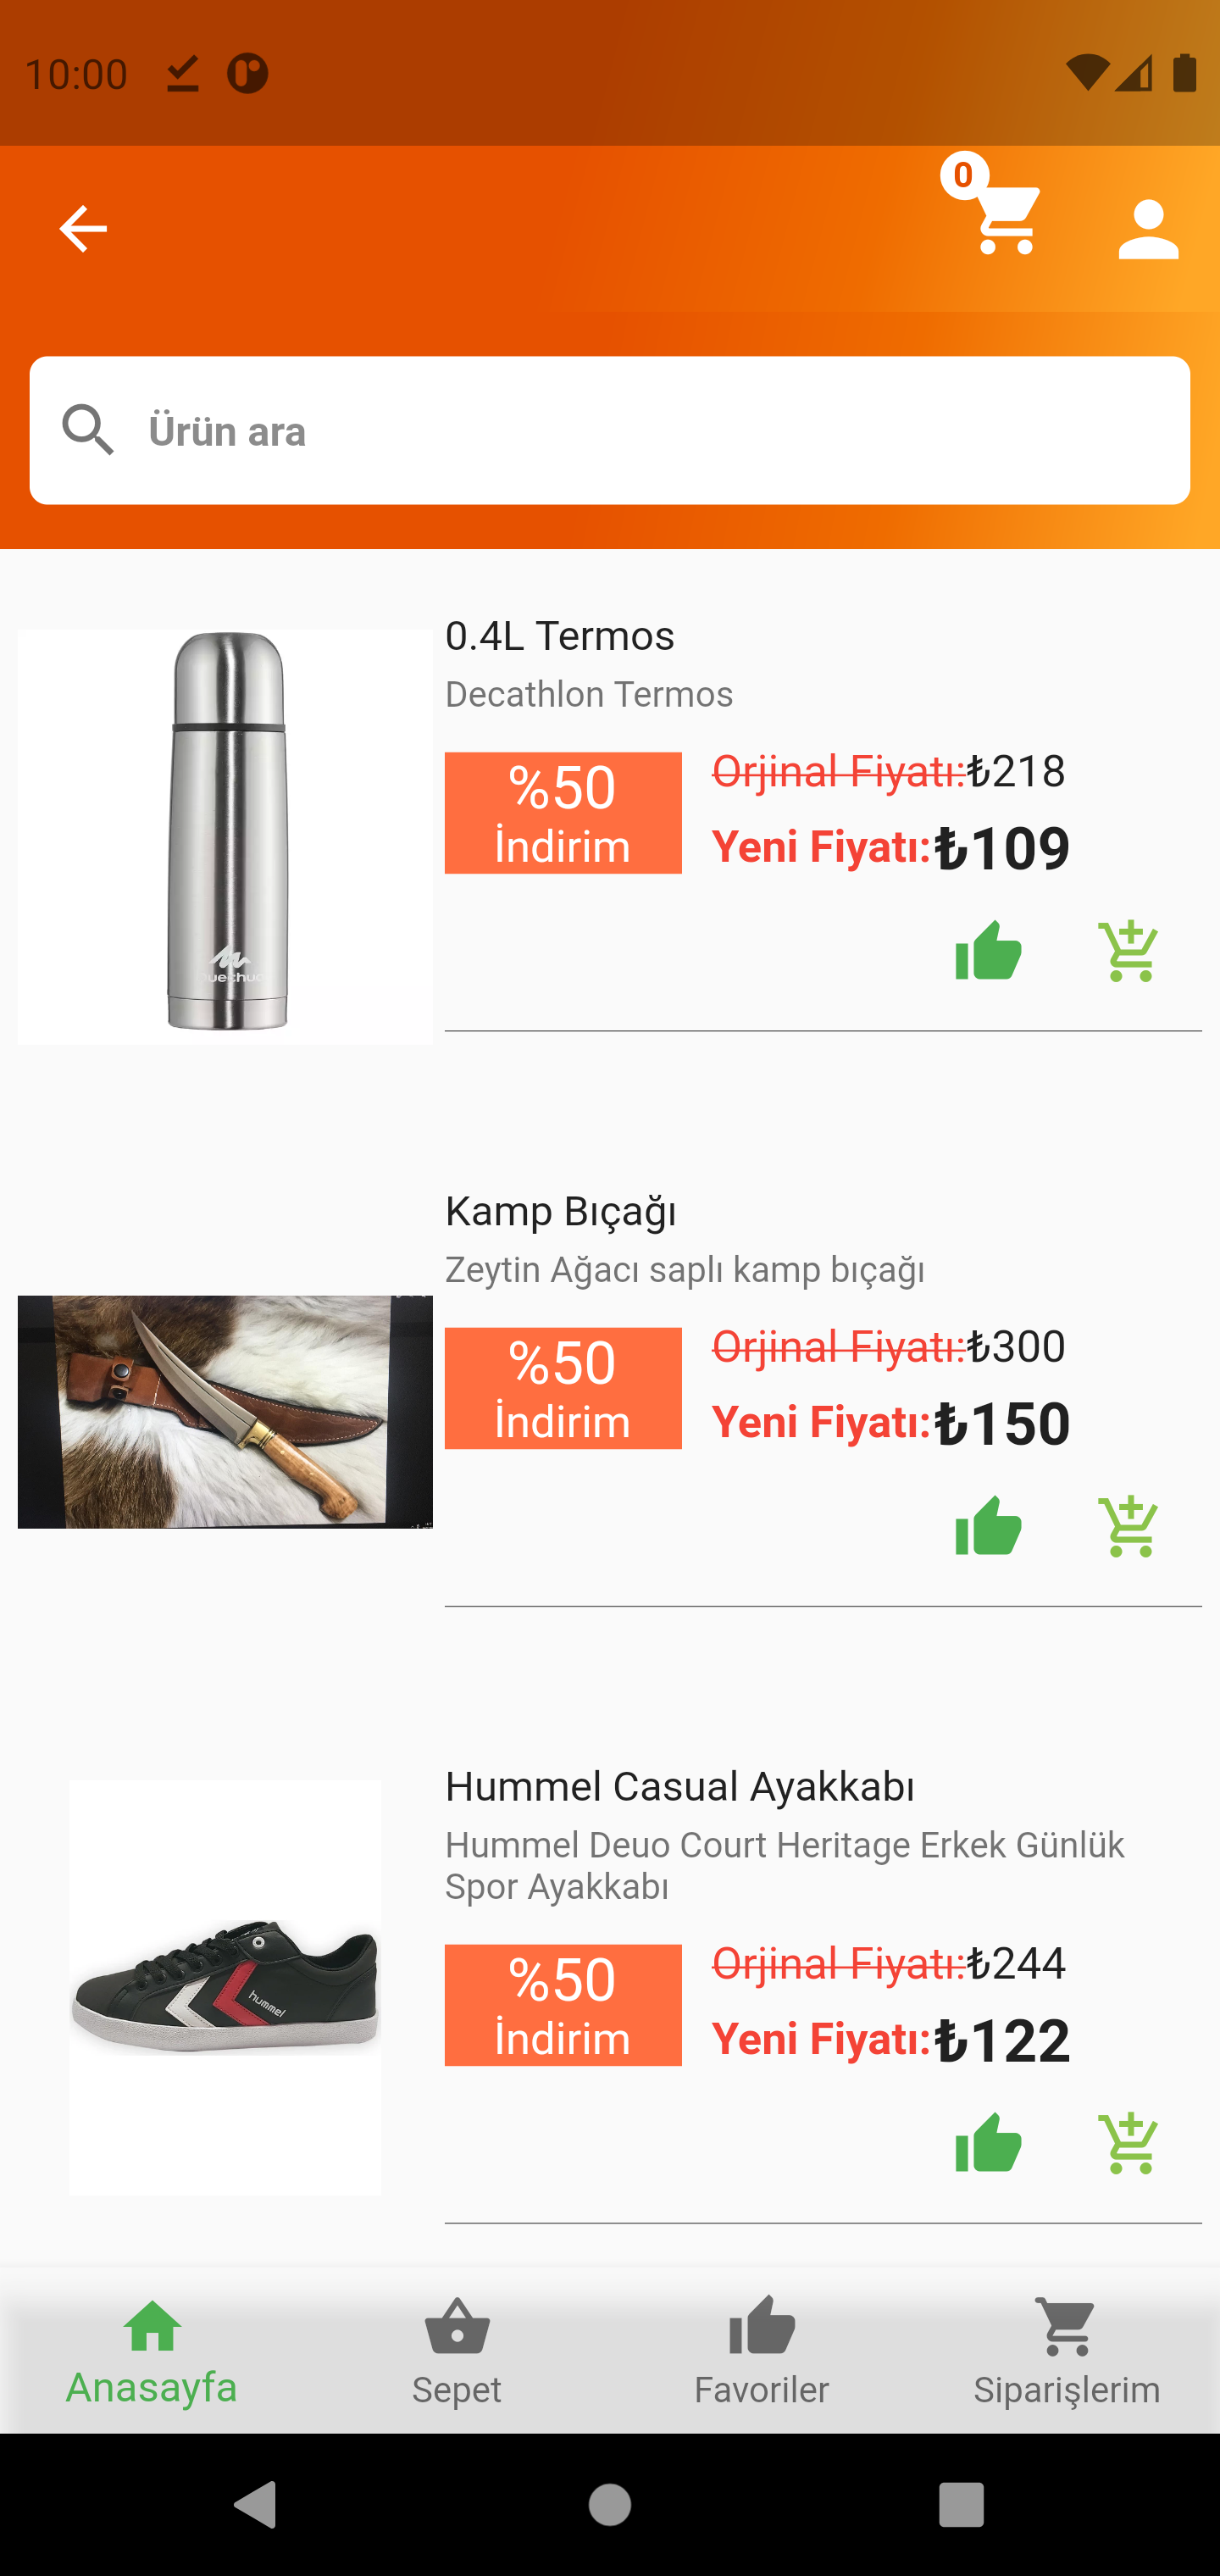 10:00
0
Ürün ara
0.4L Termos
Decathlon Termos
%50
İndirim
Orjinal Fiyatı:₺218
Yeni Fiyatı:₺109
Kamp Bıçağı
Zeytin Ağacı saplı kamp bıçağı
%50
İndirim
Orjinal Fiyatı:₺300
Yeni Fiyatı:₺150
Hummel Casual Ayakkabı
Hummel Deuo Court Heritage Erkek Günlük
Spor Ayakkabı
hummel
%50
İndirim
Orjinal Fiyatı:₺244
Yeni Fiyatı:₺122
Anasayfa
Sepet
Favoriler
Siparişlerim